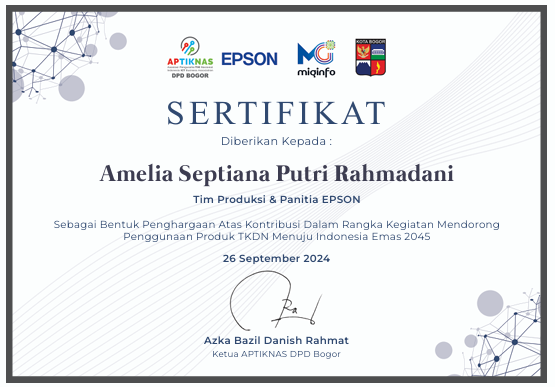 APTIKNAS
DPD BOGOR
EPSON
MG
miqinfo
KOTA BOGOR
SERTIFIKAT
Diberikan Kepada :
Amelia Septiana Putri Rahmadani
Tim Produksi & Panitia EPSON
Sebagai Bentuk Penghargaan Atas Kontribusi Dalam Rangka Kegiatan Mendorong
Penggunaan Produk TKDN Menuju Indonesia Emas 2045
26 September 2024
Azka Bazil Danish Rahmat
Ketua APTIKNAS DPD Bogor